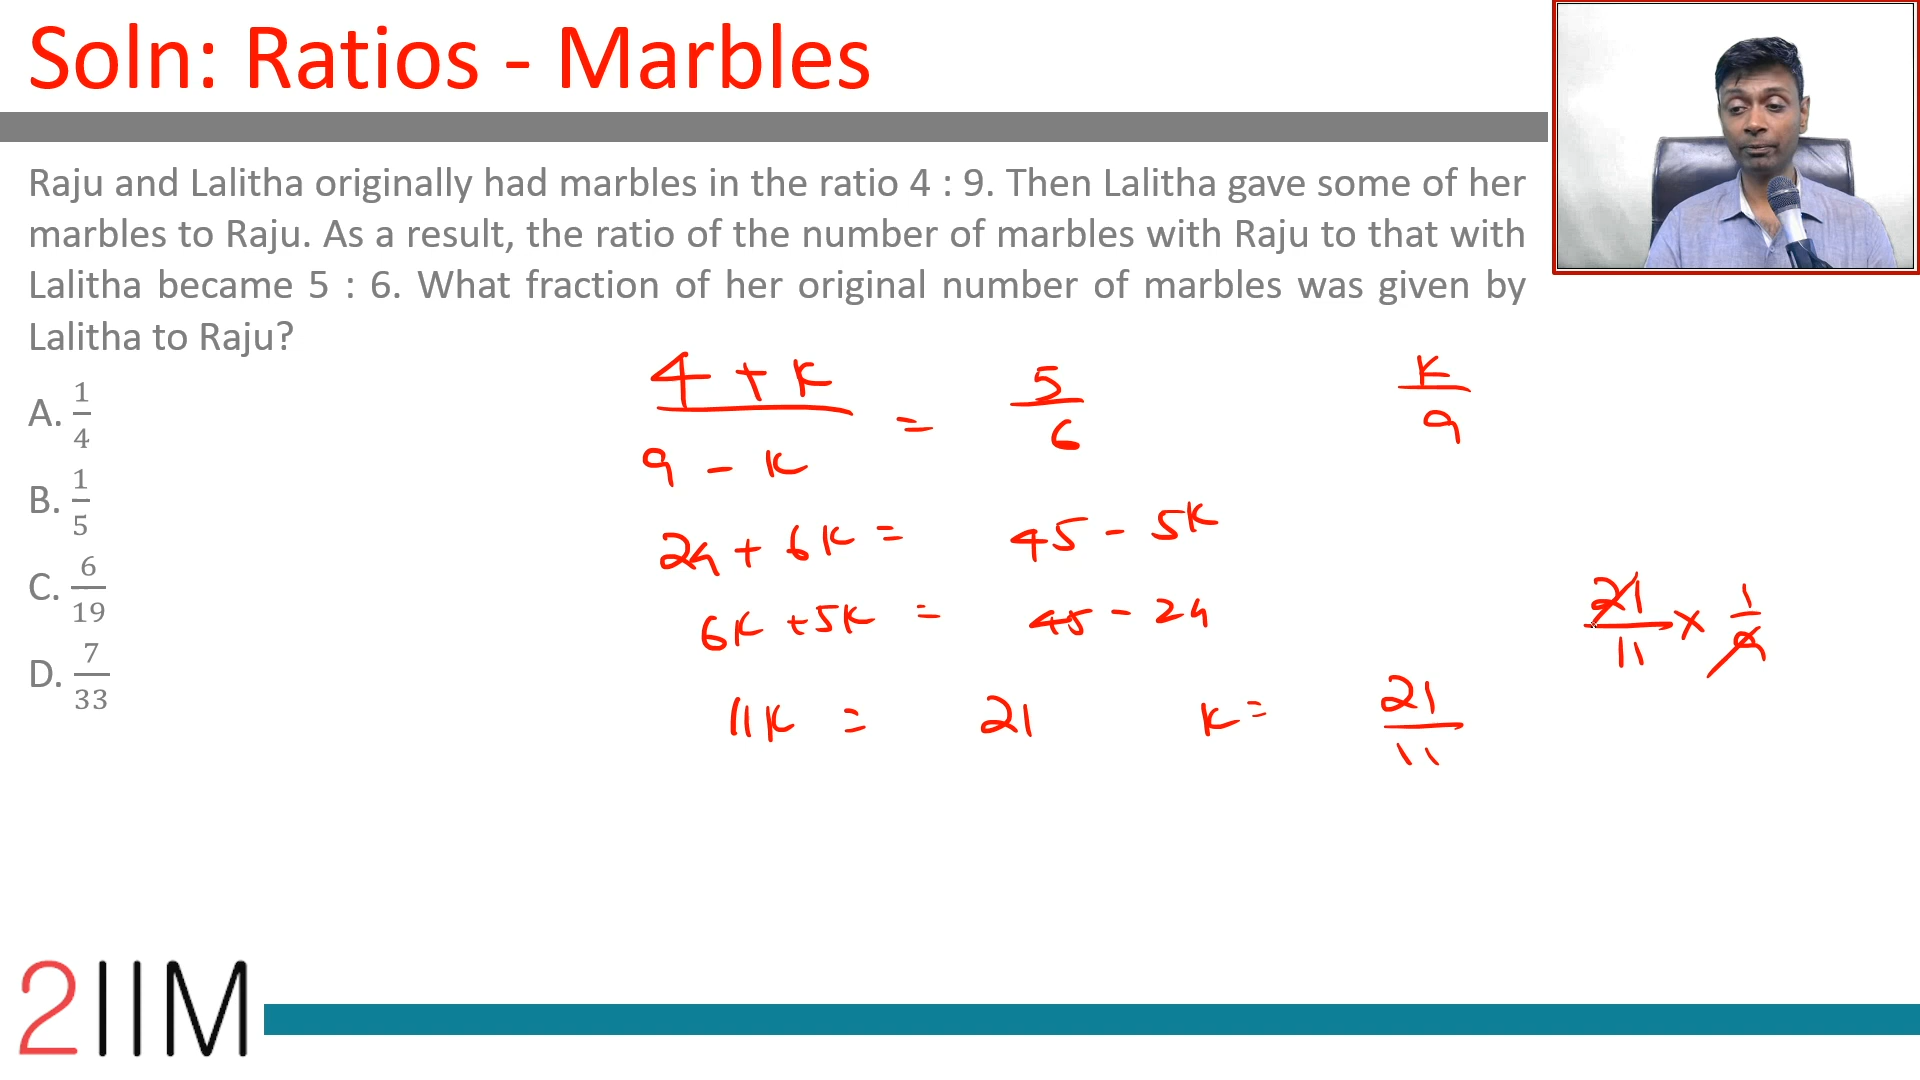 Soln: Ratios - Marbles
Raju and Lalitha originally had marbles in the ratio 4 : 9. Then Lalitha gave some of her
marbles to Raju. As a result, the ratio of the number of marbles with Raju to that with
Lalitha became 5 : 6. What fraction of her original number of marbles was given by
Lalitha to Raju?
A. 1/4
B. 1/5
C. 6/19
D. 7/33
4 + K / 9 - K = 5/6
K/9
24 + 6K = 45 - 5K
6K + 5K = 45 - 24
21/11 × 1/9
11K = 21
K = 21/11
2IIM